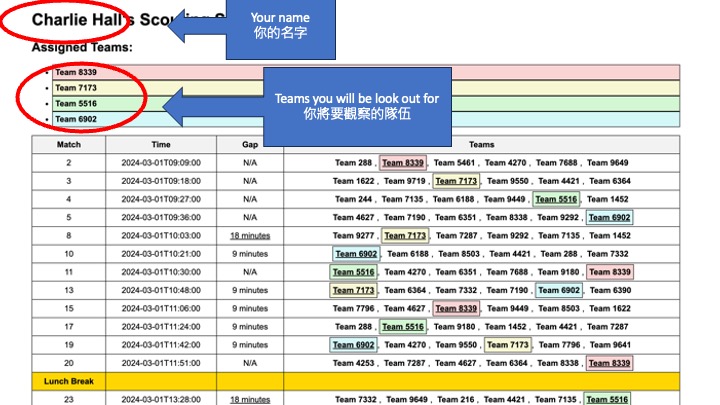 Charlie Hall's Sco
Your name
你的名字
Assigned Teams:
Team 8339
Team 7173
Team 5516
Team 6902
Teams you will be look out for
你將要觀察的隊伍
Match Time Gap Teams
2 2024-03-01T09:09:00 N/A Team 288 , Team 8339 , Team 5461 , Team 4270 , Team 7688 , Team 9649
3 2024-03-01T09:18:00 N/A Team 1622 , Team 9719 , Team 7173 , Team 9550 , Team 4421 , Team 6364
4 2024-03-01T09:27:00 N/A Team 244 , Team 7135 , Team 6188 , Team 9449 , Team 5516 , Team 1452
5 2024-03-01T09:36:00 N/A Team 4627 , Team 7190 , Team 6351 , Team 8338 , Team 9292 , Team 6902
8 2024-03-01T10:03:00 18 minutes Team 9277 , Team 7173 , Team 7287 , Team 9292 , Team 7135 , Team 1452
10 2024-03-01T10:21:00 9 minutes Team 6902 , Team 6188 , Team 8503 , Team 4421 , Team 288 , Team 7332
11 2024-03-01T10:30:00 N/A Team 5516 , Team 4270 , Team 6351 , Team 7688 , Team 9180 , Team 8339
13 2024-03-01T10:48:00 9 minutes Team 7173 , Team 6364 , Team 7332 , Team 7190 , Team 6902 , Team 6390
15 2024-03-01T11:06:00 9 minutes Team 7796 , Team 4627 , Team 8339 , Team 9449 , Team 8503 , Team 1622
17 2024-03-01T11:24:00 9 minutes Team 288 , Team 5516 , Team 9180 , Team 1452 , Team 4421 , Team 7287
19 2024-03-01T11:42:00 9 minutes Team 6902 , Team 4270 , Team 9550 , Team 7173 , Team 7796 , Team 9641
20 2024-03-01T11:51:00 N/A Team 4253 , Team 7287 , Team 4627 , Team 6364 , Team 8338 , Team 8339
Lunch Break
23 2024-03-01T13:28:00 18 minutes Team 7332 , Team 9649 , Team 216 , Team 4421 , Team 7135 , Team 5516